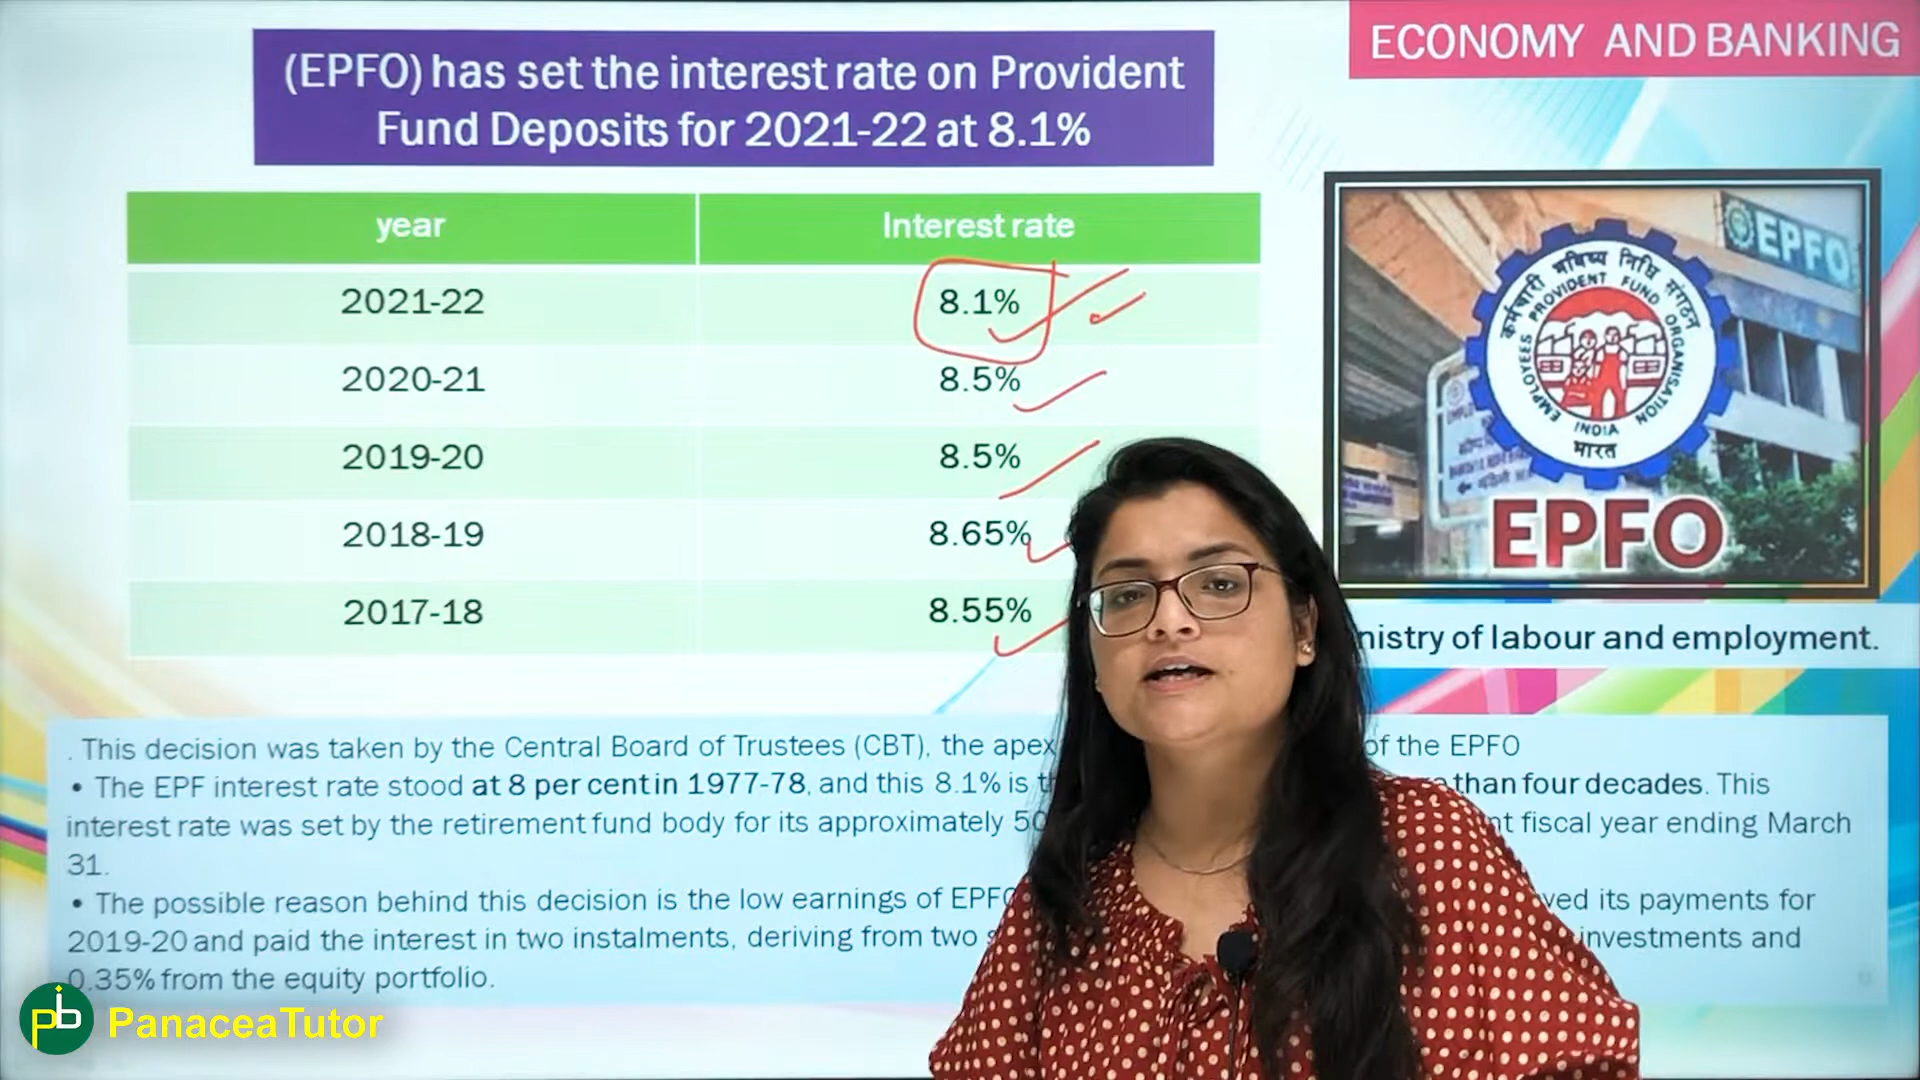 ECONOMY AND BANKING
(EPFO) has set the interest rate on Provident
Fund Deposits for 2021-22 at 8.1%
year Interest rate
2021-22 8.1%
2020-21 8.5%
2019-20 8.5%
2018-19 8.65%
2017-18 8.55%
EPFO
कर्मचारी भविष्य निधि संगठन
EMPLOYEES PROVIDENT FUND ORGANISATION
INDIA
भारत
EPFO
of labour and employment.
. This decision was taken by the Central Board of Trustees (CBT), the apex of the EPFO
• The EPF interest rate stood at 8 per cent in 1977-78, and this 8.1% is than four decades. This
interest rate was set by the retirement fund body for its approximately fiscal year ending March
31.
• The possible reason behind this decision is the low earnings of its payments for
2019-20 and paid the interest in two instalments, deriving from two investments and
0.35% from the equity portfolio.
pb PanaceaTutor